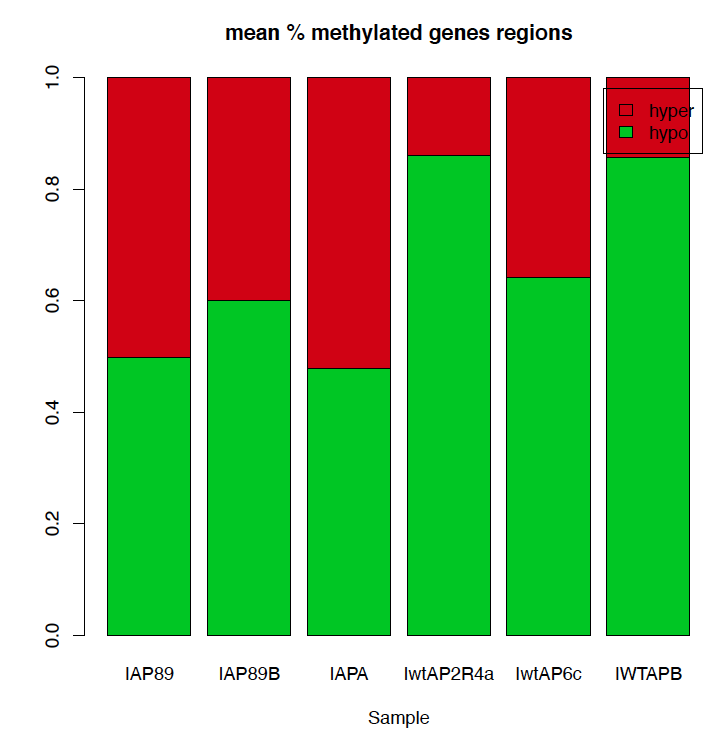 mean % methylated genes regions
1.0
0.8
0.6
0.4
0.2
0.0
hyper
hypo
IAP89 IAP89B IAPA IwtAP2R4a IwtAP6c IWTAPB
Sample